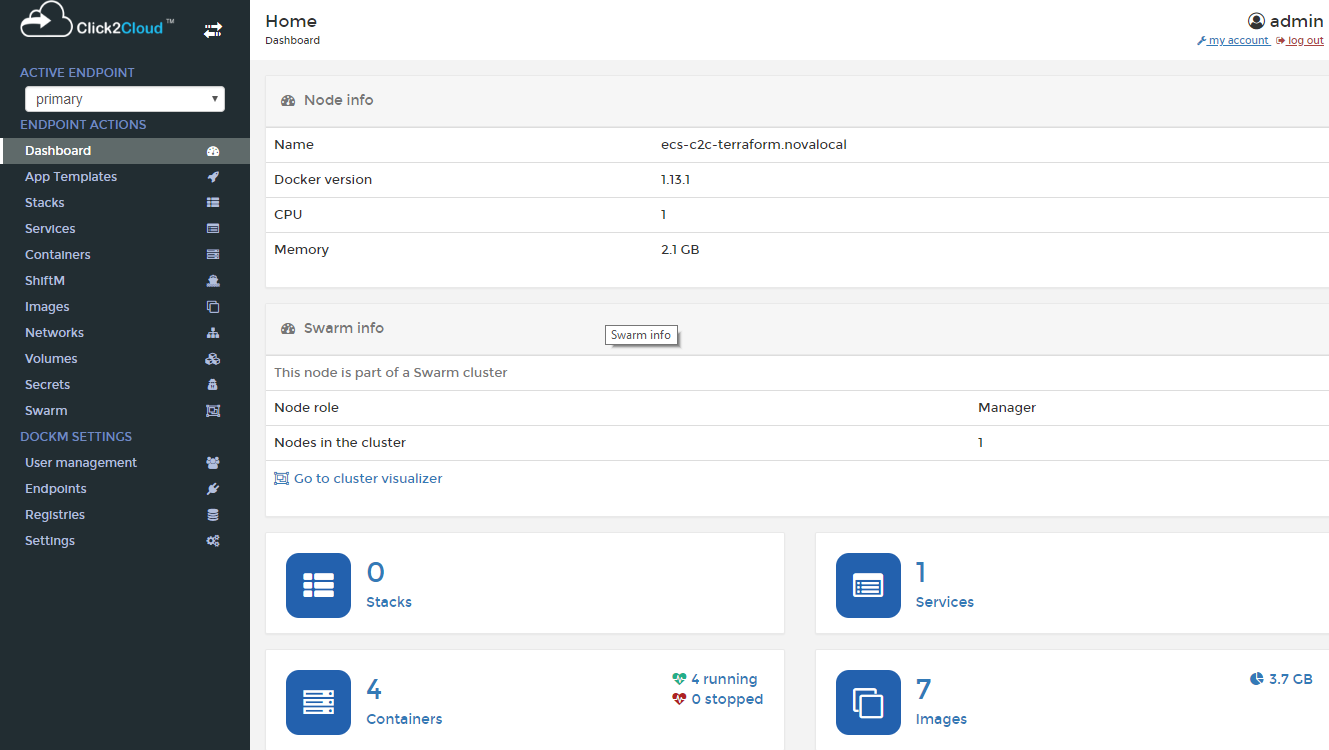 Click2Cloud™
ACTIVE ENDPOINT
primary
ENDPOINT ACTIONS
Dashboard
App Templates
Stacks
Services
Containers
ShiftM
Images
Networks
Volumes
Secrets
Swarm
DOCKM SETTINGS
User management
Endpoints
Registries
Settings
Home
Dashboard
admin
my account log out
Node info
Name ecs-c2c-terraform.novalocal
Docker version 1.13.1
CPU 1
Memory 2.1 GB
Swarm info
Swarm info
This node is part of a Swarm cluster
Node role Manager
Nodes in the cluster 1
Go to cluster visualizer
0
Stacks
1
Services
4
Containers
4 running
0 stopped
7
Images
3.7 GB